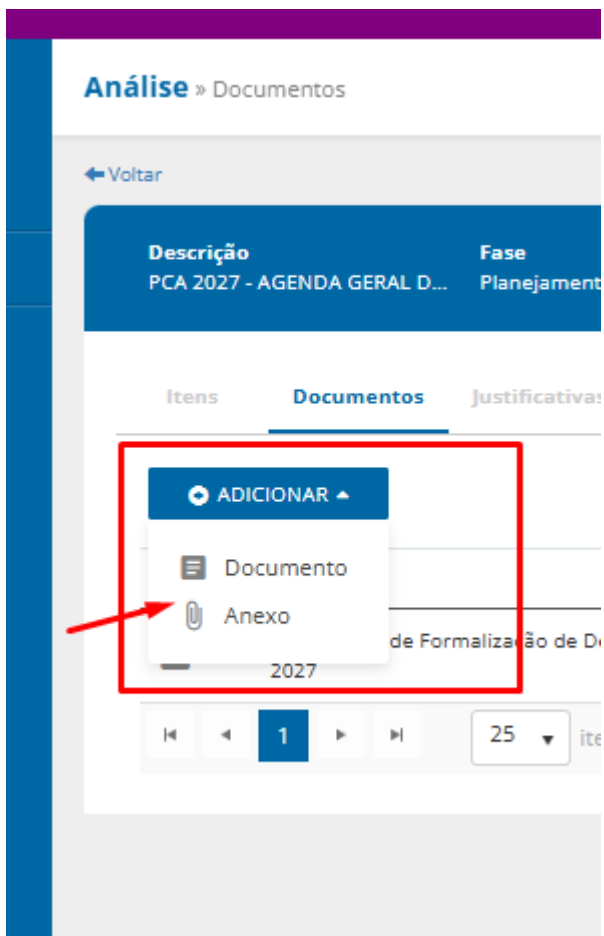 Análise » Documentos
Voltar
Descrição Fase
PCA 2027 - AGENDA GERAL D... Planejament
Itens Documentos Justificativas
ADICIONAR
Documento
Anexo
de Formalização de De
2027
1 25 ite